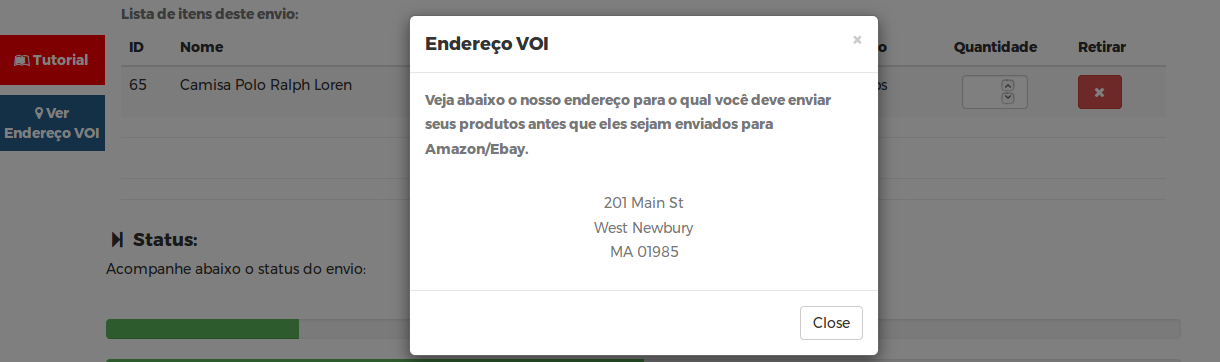 Lista de itens deste envio:
Endereço VOI
×
ID Nome Quantidade Retirar
Tutorial
65 Camisa Polo Ralph Loren
Ver
Endereço VOI
Veja abaixo o nosso endereço para o qual você deve enviar
seus produtos antes que eles sejam enviados para
Amazon/Ebay.
201 Main St
West Newbury
MA 01985
Status:
Acompanhe abaixo o status do envio:
Close